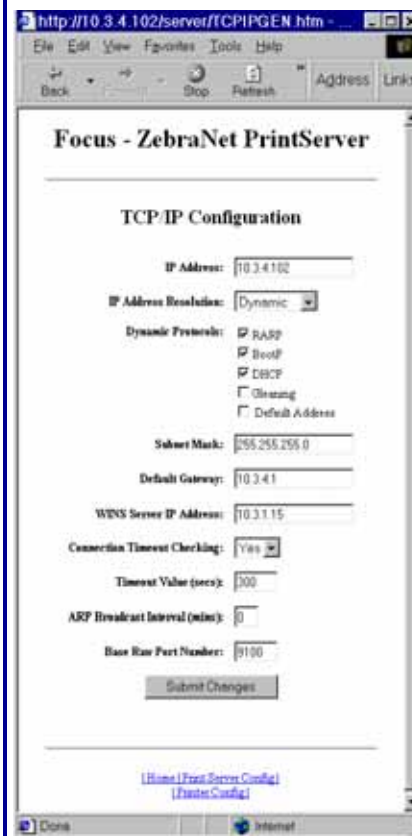 http://10.3.4.102/server/TCPIPGEN.htm - ...
File Edit View Favorites Tools Help
Back Stop Refresh Address Links
Focus - ZebraNet PrintServer
TCP/IP Configuration
IP Address: 10.3.4.102
IP Address Resolution: Dynamic
Dynamic Protocols: RARP
BootP
DHCP
Gleaning
Default Address
Subnet Mask: 255.255.255.0
Default Gateway: 10.3.4.1
WINS Server IP Address: 10.3.1.15
Connection Timeout Checking: Yes
Timeout Value (secs): 300
ARP Broadcast Interval (mins): 0
Base Raw Port Number: 9100
Submit Changes
[Home | Print Server Config]
[Printer Config]
Done Internet